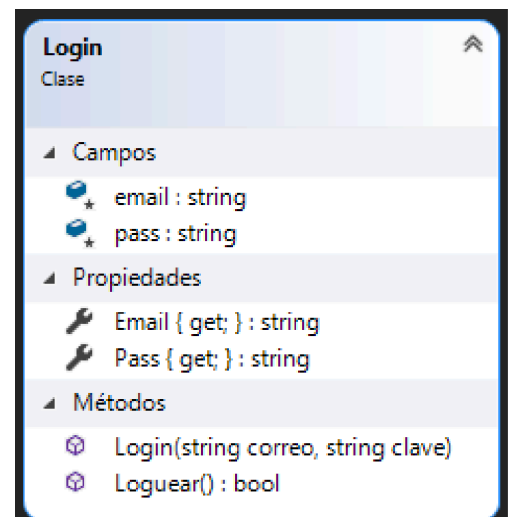 Login
Clase
Campos
email : string
pass : string
Propiedades
Email { get; } : string
Pass { get; } : string
Métodos
Login(string correo, string clave)
Loguear() : bool